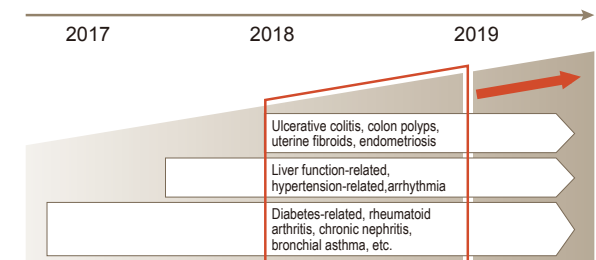 2017 2018 2019
Ulcerative colitis, colon polyps,
uterine fibroids, endometriosis
Liver function-related,
hypertension-related,arrhythmia
Diabetes-related, rheumatoid
arthritis, chronic nephritis,
bronchial asthma, etc.